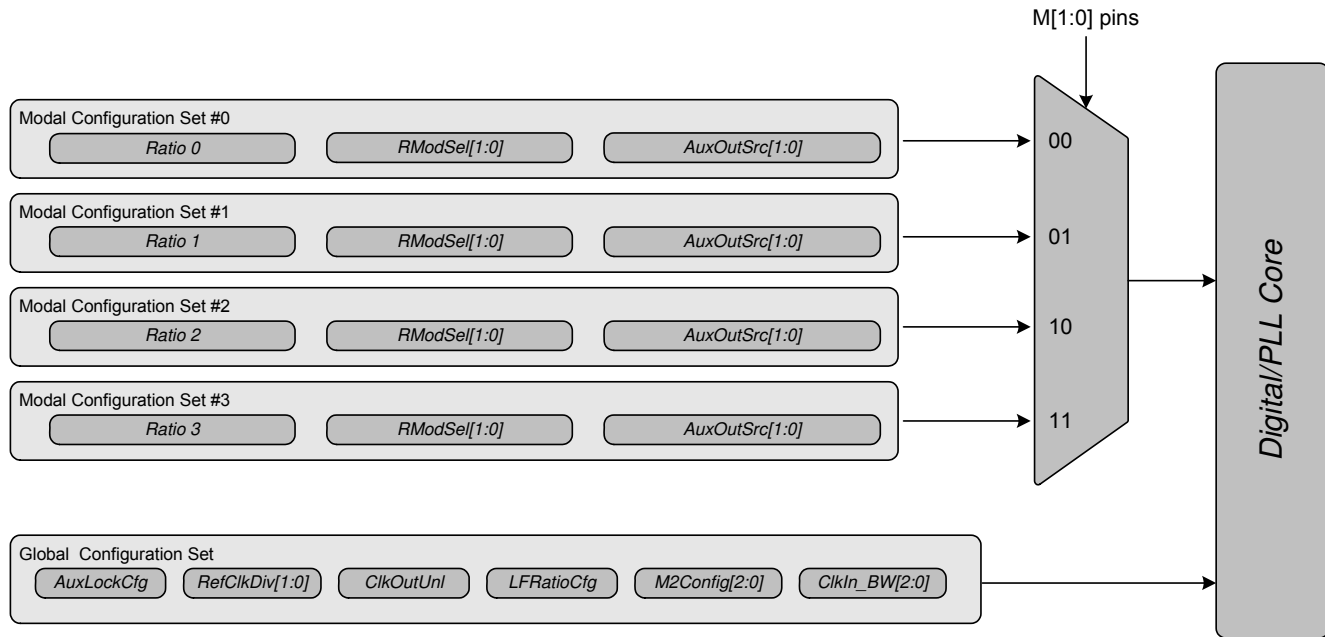 M[1:0] pins
Modal Configuration Set #0
Ratio 0 RModSel[1:0] AuxOutSrc[1:0]
00
Modal Configuration Set #1
Ratio 1 RModSel[1:0] AuxOutSrc[1:0]
01
Modal Configuration Set #2
Ratio 2 RModSel[1:0] AuxOutSrc[1:0]
10
Modal Configuration Set #3
Ratio 3 RModSel[1:0] AuxOutSrc[1:0]
11
Digital/PLL Core
Global Configuration Set
AuxLockCfg RefClkDiv[1:0] ClkOutUnl LFRatioCfg M2Config[2:0] ClkIn_BW[2:0]